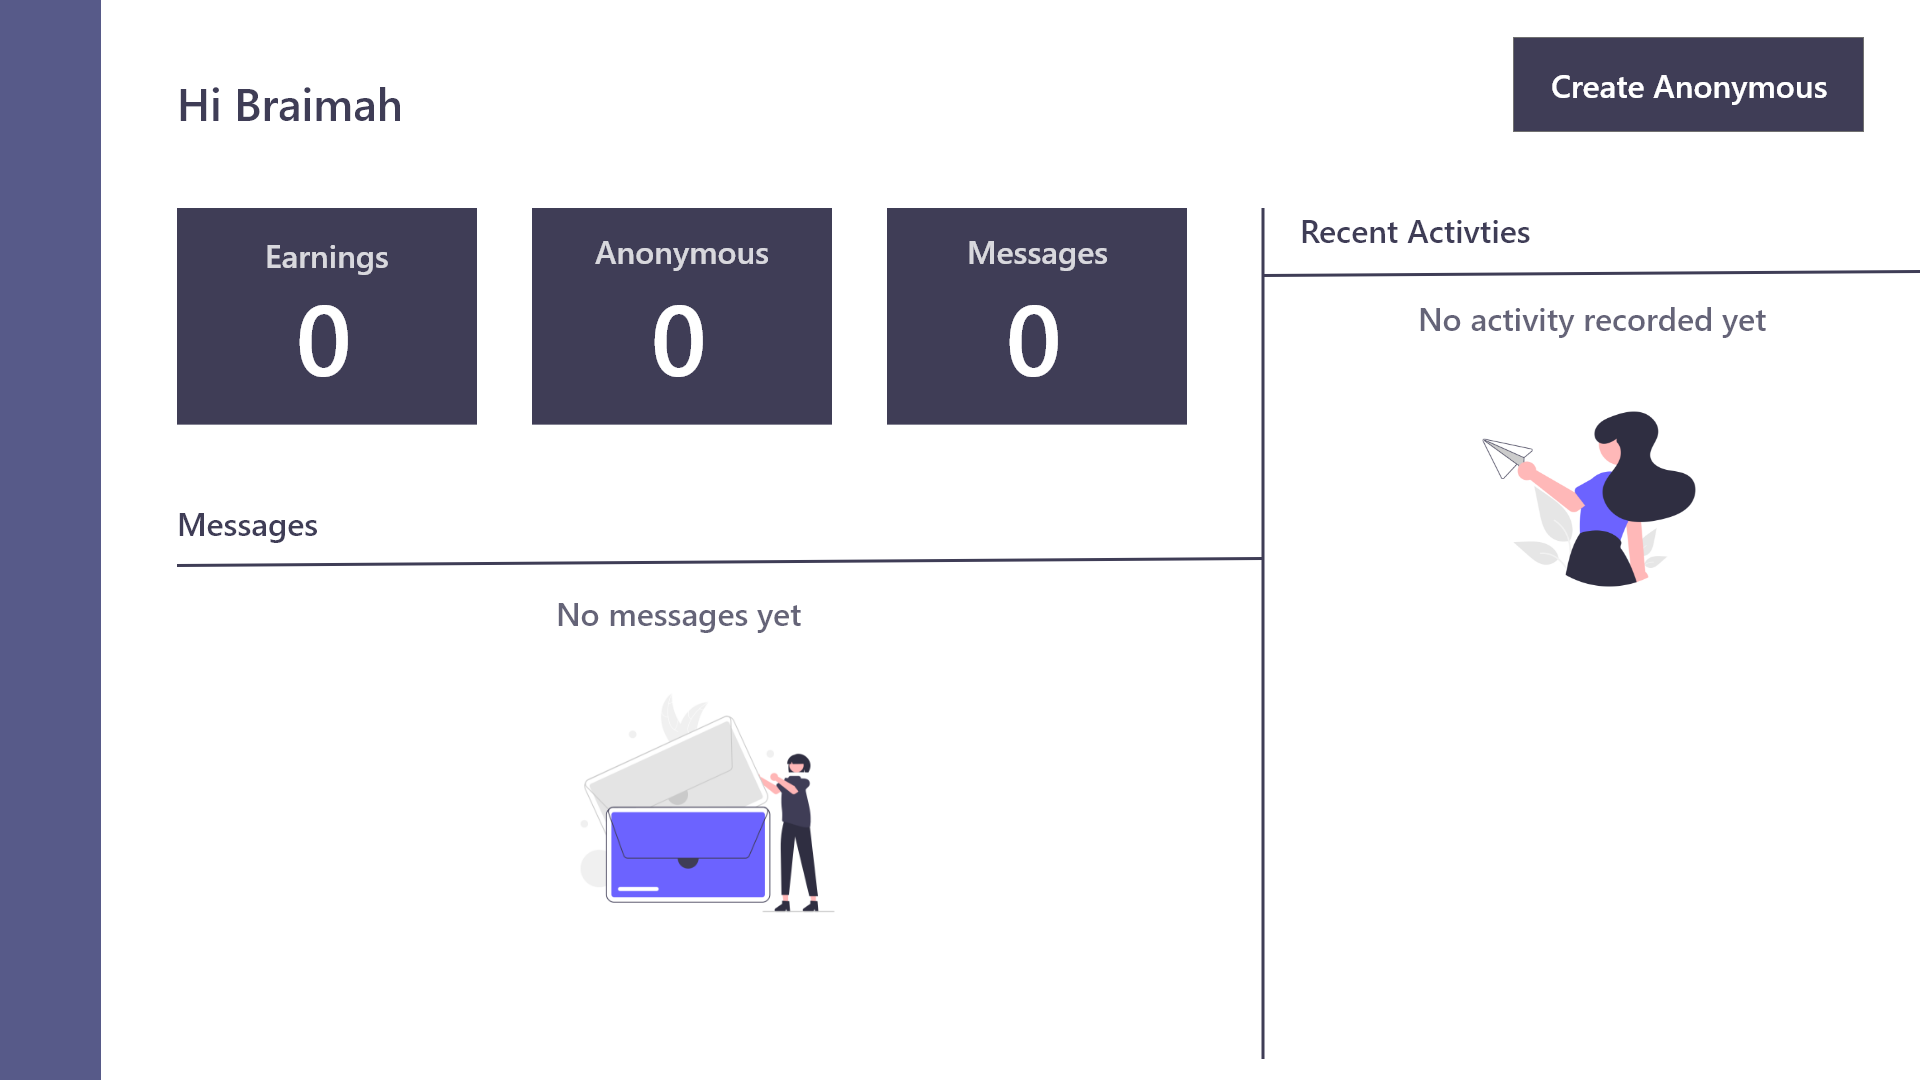 Hi Braimah
Create Anonymous
Earnings
0
Anonymous
0
Messages
0
Recent Activties
No activity recorded yet
Messages
No messages yet